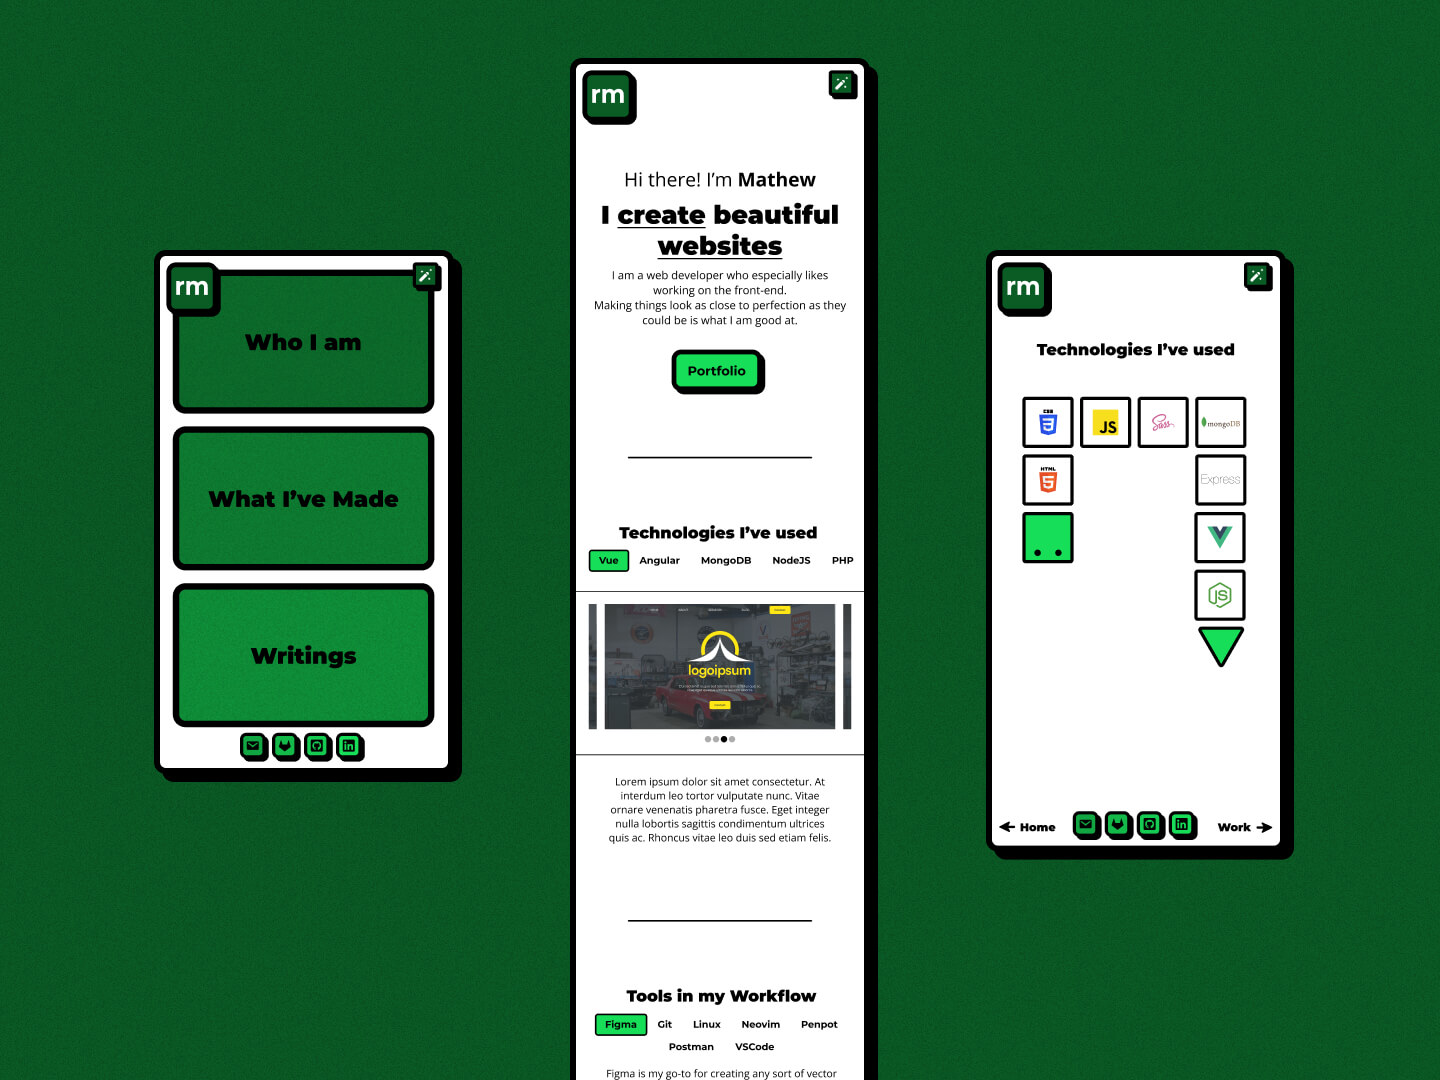 rm
Who I am
What I've Made
Writings
rm
Hi there! I'm Mathew
I create beautiful
websites
I am a web developer who especially likes
working on the front-end.
Making things look as close to perfection as they
could be is what I am good at.
Portfolio
Technologies I've used
Vue Angular MongoDB NodeJS PHP
logoipsum
Lorem ipsum dolor sit amet consectetur. At
interdum leo tortor vulputate nunc. Vitae
ornare venenatis pharetra fusce. Eget integer
nulla lobortis sagittis condimentum ultrices
quis ac. Rhoncus vitae leo duis sed etiam felis.
Tools in my Workflow
Figma Git Linux Neovim Penpot
Postman VSCode
Figma is my go-to for creating any sort of vector
rm
Technologies I've used
CSS 3 JS Sass mongoDB
HTML 5 Express
JS
Home in Work